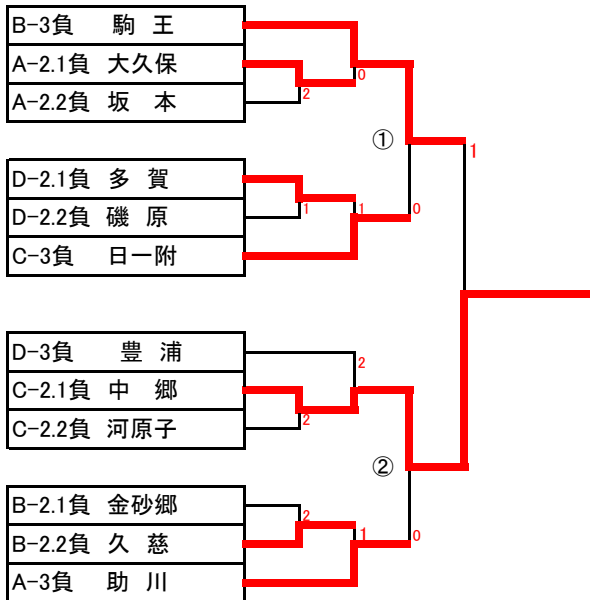 B-3負 駒 王
A-2.1負 大久保
0
A-2.2負 坂 本
2
①
1
D-2.1負 多 賀
D-2.2負 磯 原
1
1
0
C-3負 日一附
D-3負 豊 浦
2
C-2.1負 中 郷
C-2.2負 河原子
2
②
B-2.1負 金砂郷
2
B-2.2負 久 慈
1
0
A-3負 助 川